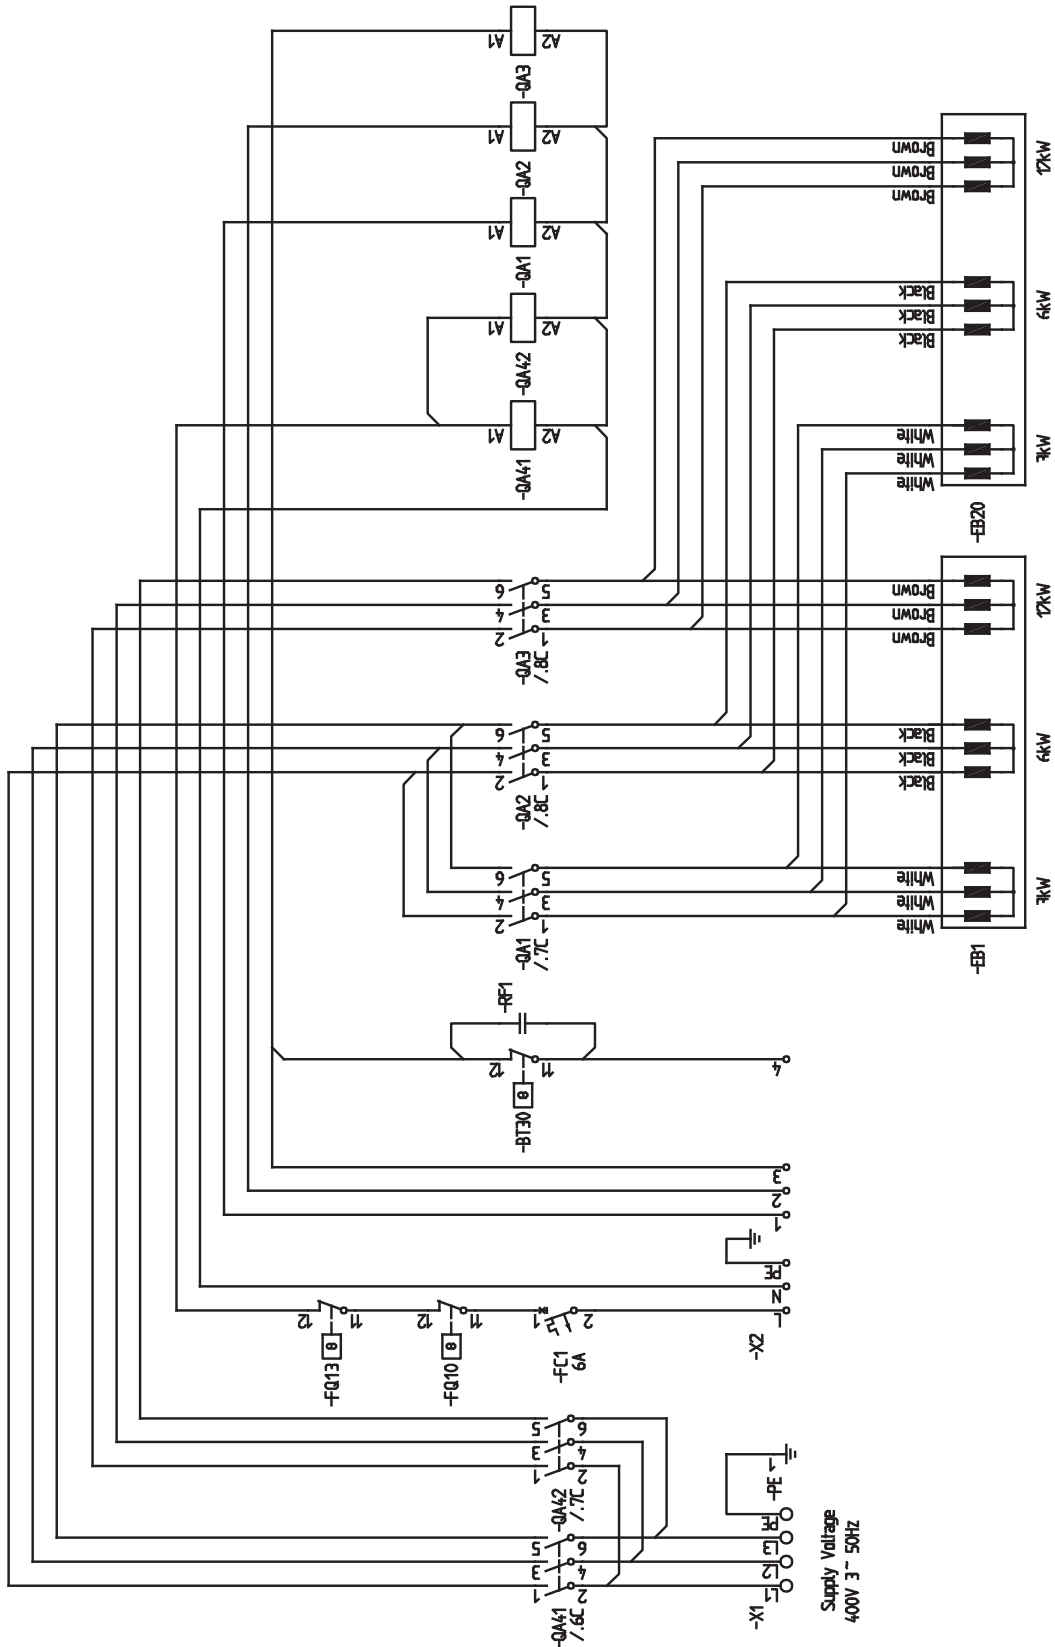 A1
A2
-QA3
A1
A2
-QA2
A1
A2
-QA1
A1
A2
-QA42
A1
A2
-QA41
Brown
Brown
Brown
12kW
Black
Black
Black
6kW
White
White
White
3kW
-EB20
6
5
4
3
2
1
-QA3
/.8C
Brown
Brown
Brown
12kW
6
5
4
3
2
1
-QA2
/.8C
Black
Black
Black
6kW
6
5
4
3
2
1
-QA1
/.7C
White
White
White
3kW
-EB1
-RF1
12
11
4
θ
-BT30
3
2
1
PE
N
L
-X2
12
11
θ
-FQ13
12
11
θ
-FQ10
1
2
-FC1
6A
5
6
3
4
1
2
-QA42
/.7C
1
-PE
5
6
3
4
1
2
-QA41
/.6C
PE
L3
L2
L1
-X1
Supply Voltage
400V 3~ 50Hz